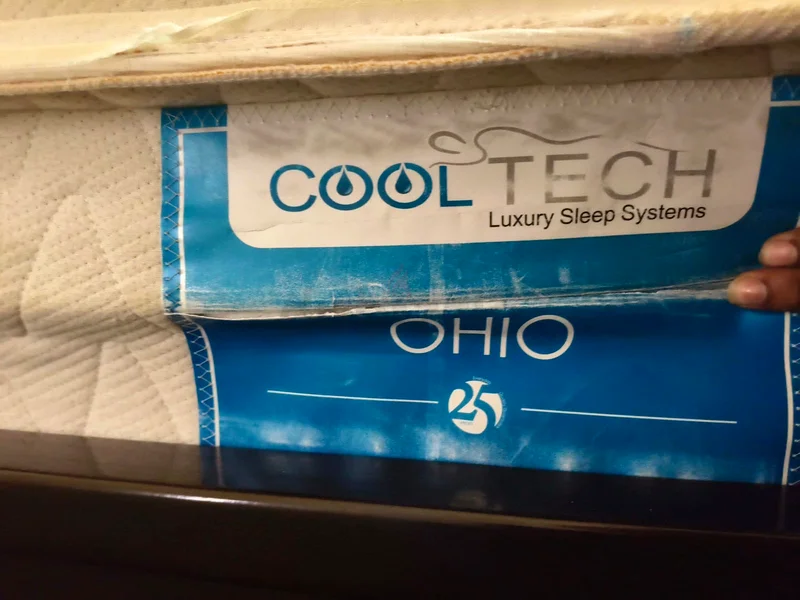 COOLTECH
Luxury Sleep Systems
OHIO
25